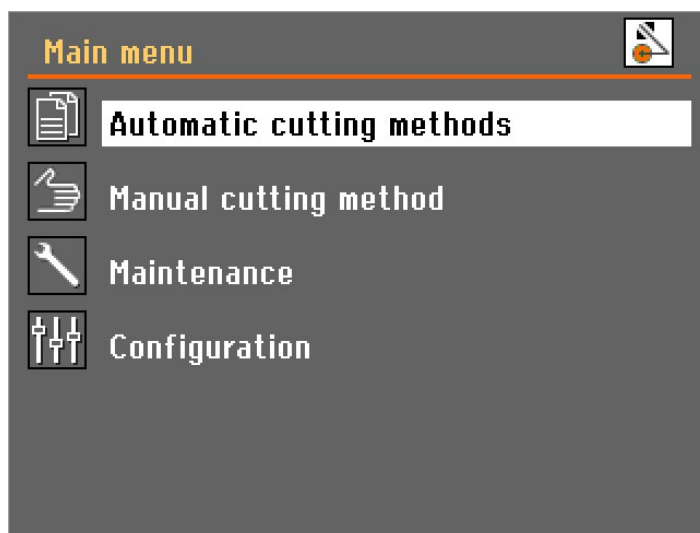 Main menu
Automatic cutting methods
Manual cutting method
Maintenance
Configuration